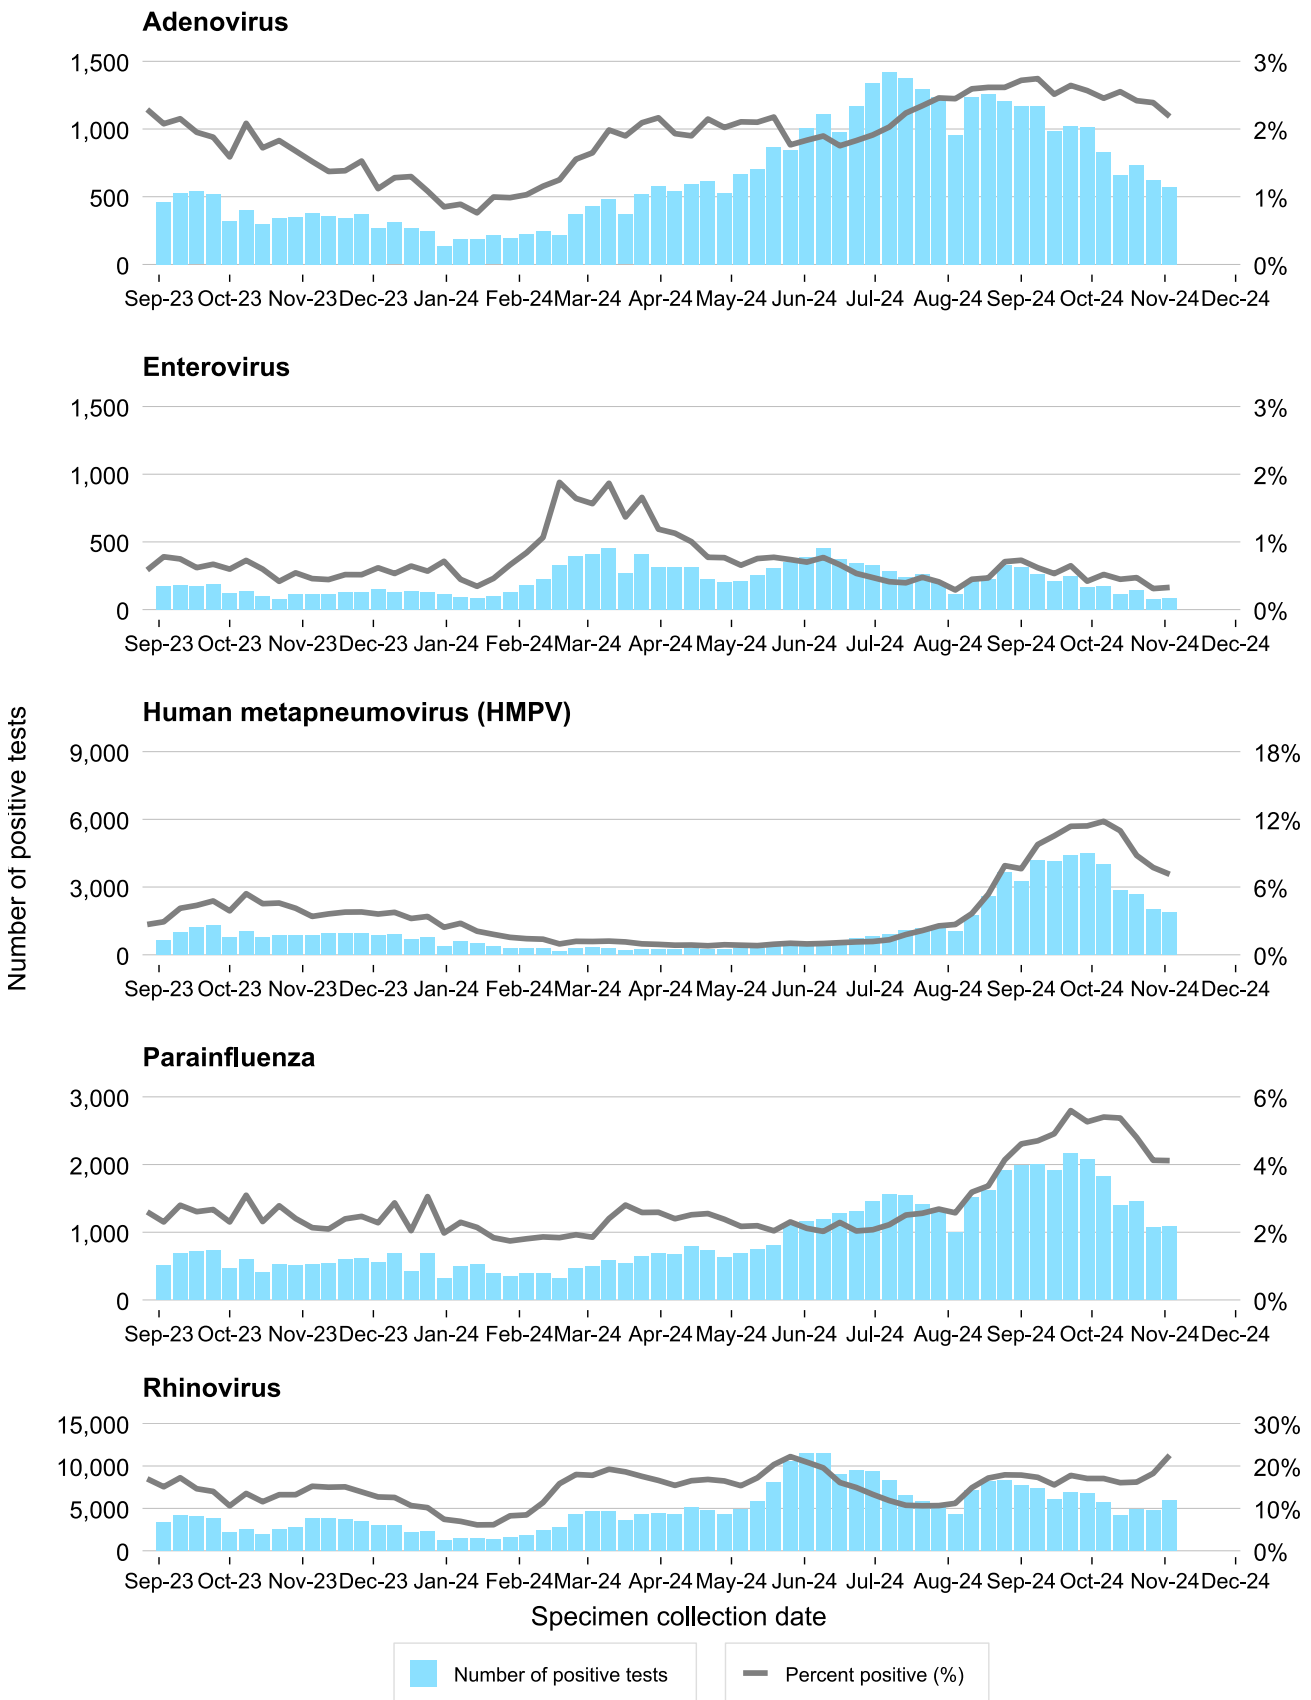 Adenovirus
1,500 3%
1,000 2%
500 1%
0 0%
Sep-23 Oct-23 Nov-23 Dec-23 Jan-24 Feb-24 Mar-24 Apr-24 May-24 Jun-24 Jul-24 Aug-24 Sep-24 Oct-24 Nov-24 Dec-24
Enterovirus
1,500 3%
1,000 2%
500 1%
0 0%
Sep-23 Oct-23 Nov-23 Dec-23 Jan-24 Feb-24 Mar-24 Apr-24 May-24 Jun-24 Jul-24 Aug-24 Sep-24 Oct-24 Nov-24 Dec-24
Number of positive tests
Human metapneumovirus (HMPV)
9,000 18%
6,000 12%
3,000 6%
0 0%
Sep-23 Oct-23 Nov-23 Dec-23 Jan-24 Feb-24 Mar-24 Apr-24 May-24 Jun-24 Jul-24 Aug-24 Sep-24 Oct-24 Nov-24 Dec-24
Parainfluenza
3,000 6%
2,000 4%
1,000 2%
0 0%
Sep-23 Oct-23 Nov-23 Dec-23 Jan-24 Feb-24 Mar-24 Apr-24 May-24 Jun-24 Jul-24 Aug-24 Sep-24 Oct-24 Nov-24 Dec-24
Rhinovirus
15,000 30%
10,000 20%
5,000 10%
0 0%
Sep-23 Oct-23 Nov-23 Dec-23 Jan-24 Feb-24 Mar-24 Apr-24 May-24 Jun-24 Jul-24 Aug-24 Sep-24 Oct-24 Nov-24 Dec-24
Specimen collection date
Number of positive tests Percent positive (%)